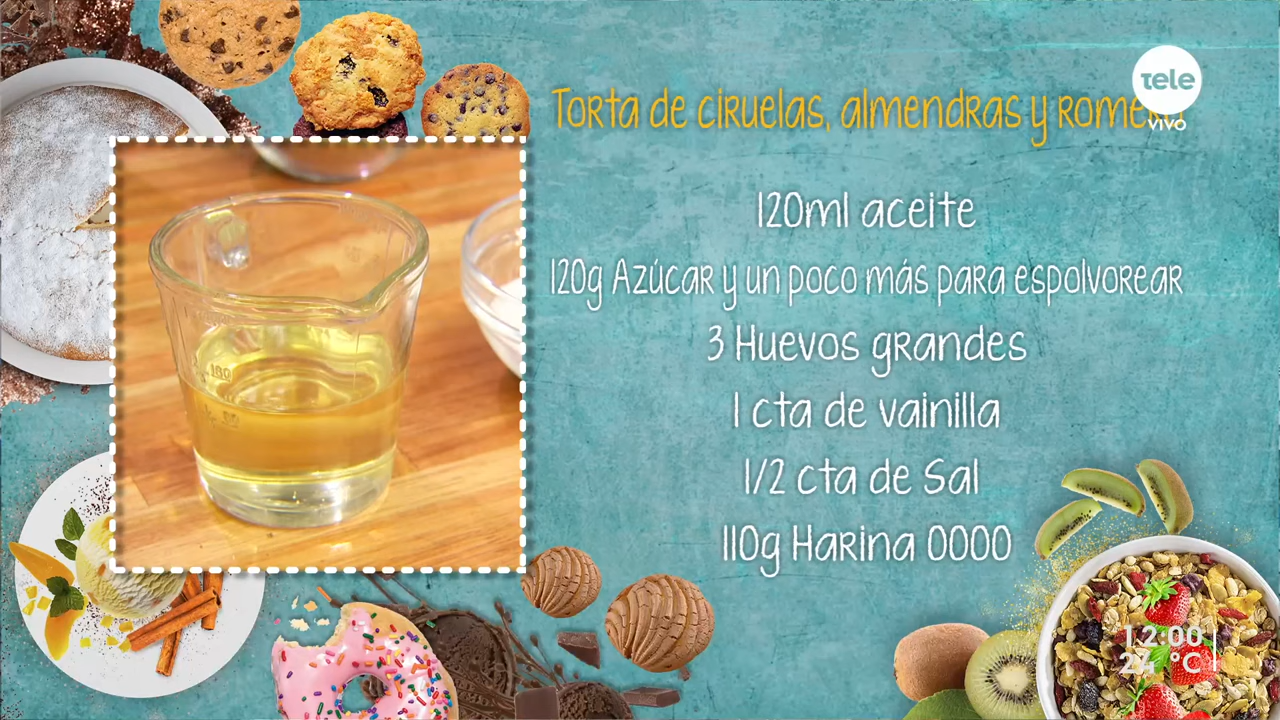 Torta de ciruelas, almendras y romero
tele
vivo
120ml aceite
120g Azúcar y un poco más para espolvorear
3 Huevos grandes
1 cta de vainilla
1/2 cta de Sal
110g Harina 0000
160
12:00
24 °C